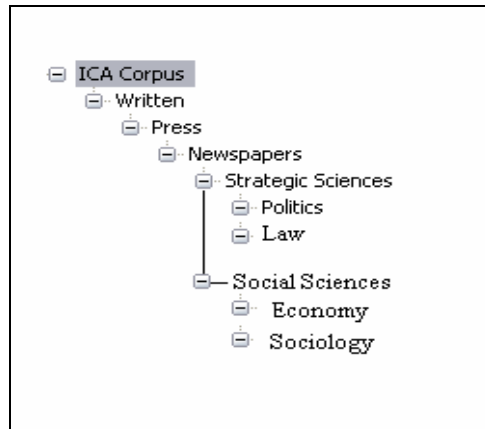 ICA Corpus
Written
Press
Newspapers
Strategic Sciences
Politics
Law
Social Sciences
Economy
Sociology